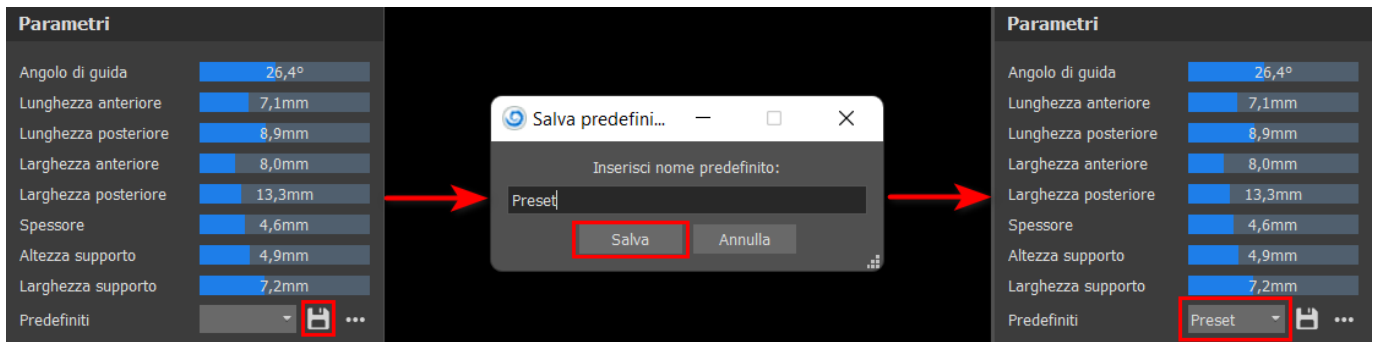 Parametri
Angolo di guida 26,4°
Lunghezza anteriore 7,1mm
Lunghezza posteriore 8,9mm
Larghezza anteriore 8,0mm
Larghezza posteriore 13,3mm
Spessore 4,6mm
Altezza supporto 4,9mm
Larghezza supporto 7,2mm
Predefiniti
Salva predefini...
Inserisci nome predefinito:
Preset
Salva Annulla
Parametri
Angolo di guida 26,4°
Lunghezza anteriore 7,1mm
Lunghezza posteriore 8,9mm
Larghezza anteriore 8,0mm
Larghezza posteriore 13,3mm
Spessore 4,6mm
Altezza supporto 4,9mm
Larghezza supporto 7,2mm
Predefiniti Preset